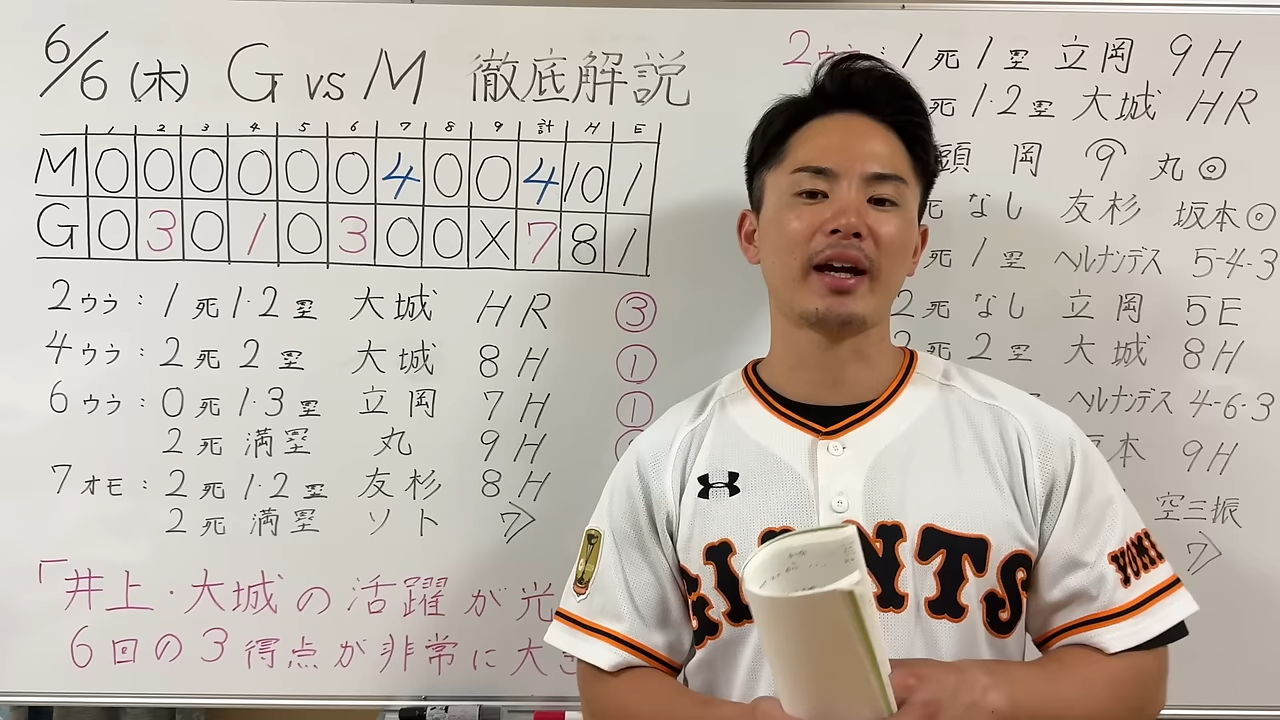 6/6(木) G vs M 徹底解説
1 2 3 4 5 6 7 8 9 計 H E
M 0 0 0 0 0 0 4 0 0 4 10 1
G 0 3 0 1 0 3 0 0 X 7 8 1
2ウラ:1死1・2塁 大城 HR ③
4ウラ:2死2塁 大城 8H ①
6ウラ:0死1・3塁 立岡 7H ①
2死満塁 丸 9H
7オモ:2死1・2塁 友杉 8H
2死満塁 ソト 7>
「井上・大城の活躍が光
6回の3得点が非常に大き
2ウラ:1死1塁 立岡 9H
死1・2塁 大城 HR
頭 岡 ⑨ 丸◎
死なし 友杉 坂本◎
死1塁 ヘルナンデス 5-4-3
2死なし 立岡 5E
2死2塁 大城 8H
ヘルナンデス 4-6-3
本 9H
空三振
7>
GIANTS
YOMI